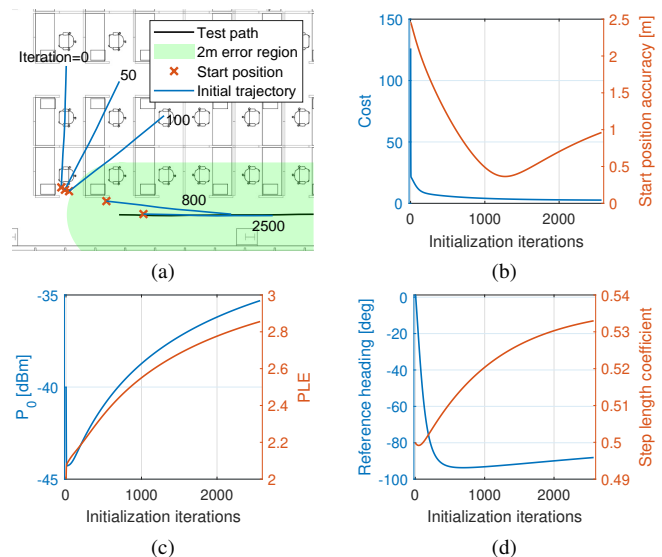 Iteration=0
50
100
800
2500
Test path
2m error region
Start position
Initial trajectory
(a)
150
100
50
0
Cost
2.5
2
1.5
1
0.5
0
Start position accuracy [m]
0 1000 2000
Initialization iterations
(b)
-35
-40
-45
P0 [dBm]
3
2.8
2.6
2.4
2.2
2
PLE
0 1000 2000
Initialization iterations
(c)
0
-20
-40
-60
-80
-100
Reference heading [deg]
0.54
0.53
0.52
0.51
0.5
0.49
Step length coefficient
0 1000 2000
Initialization iterations
(d)